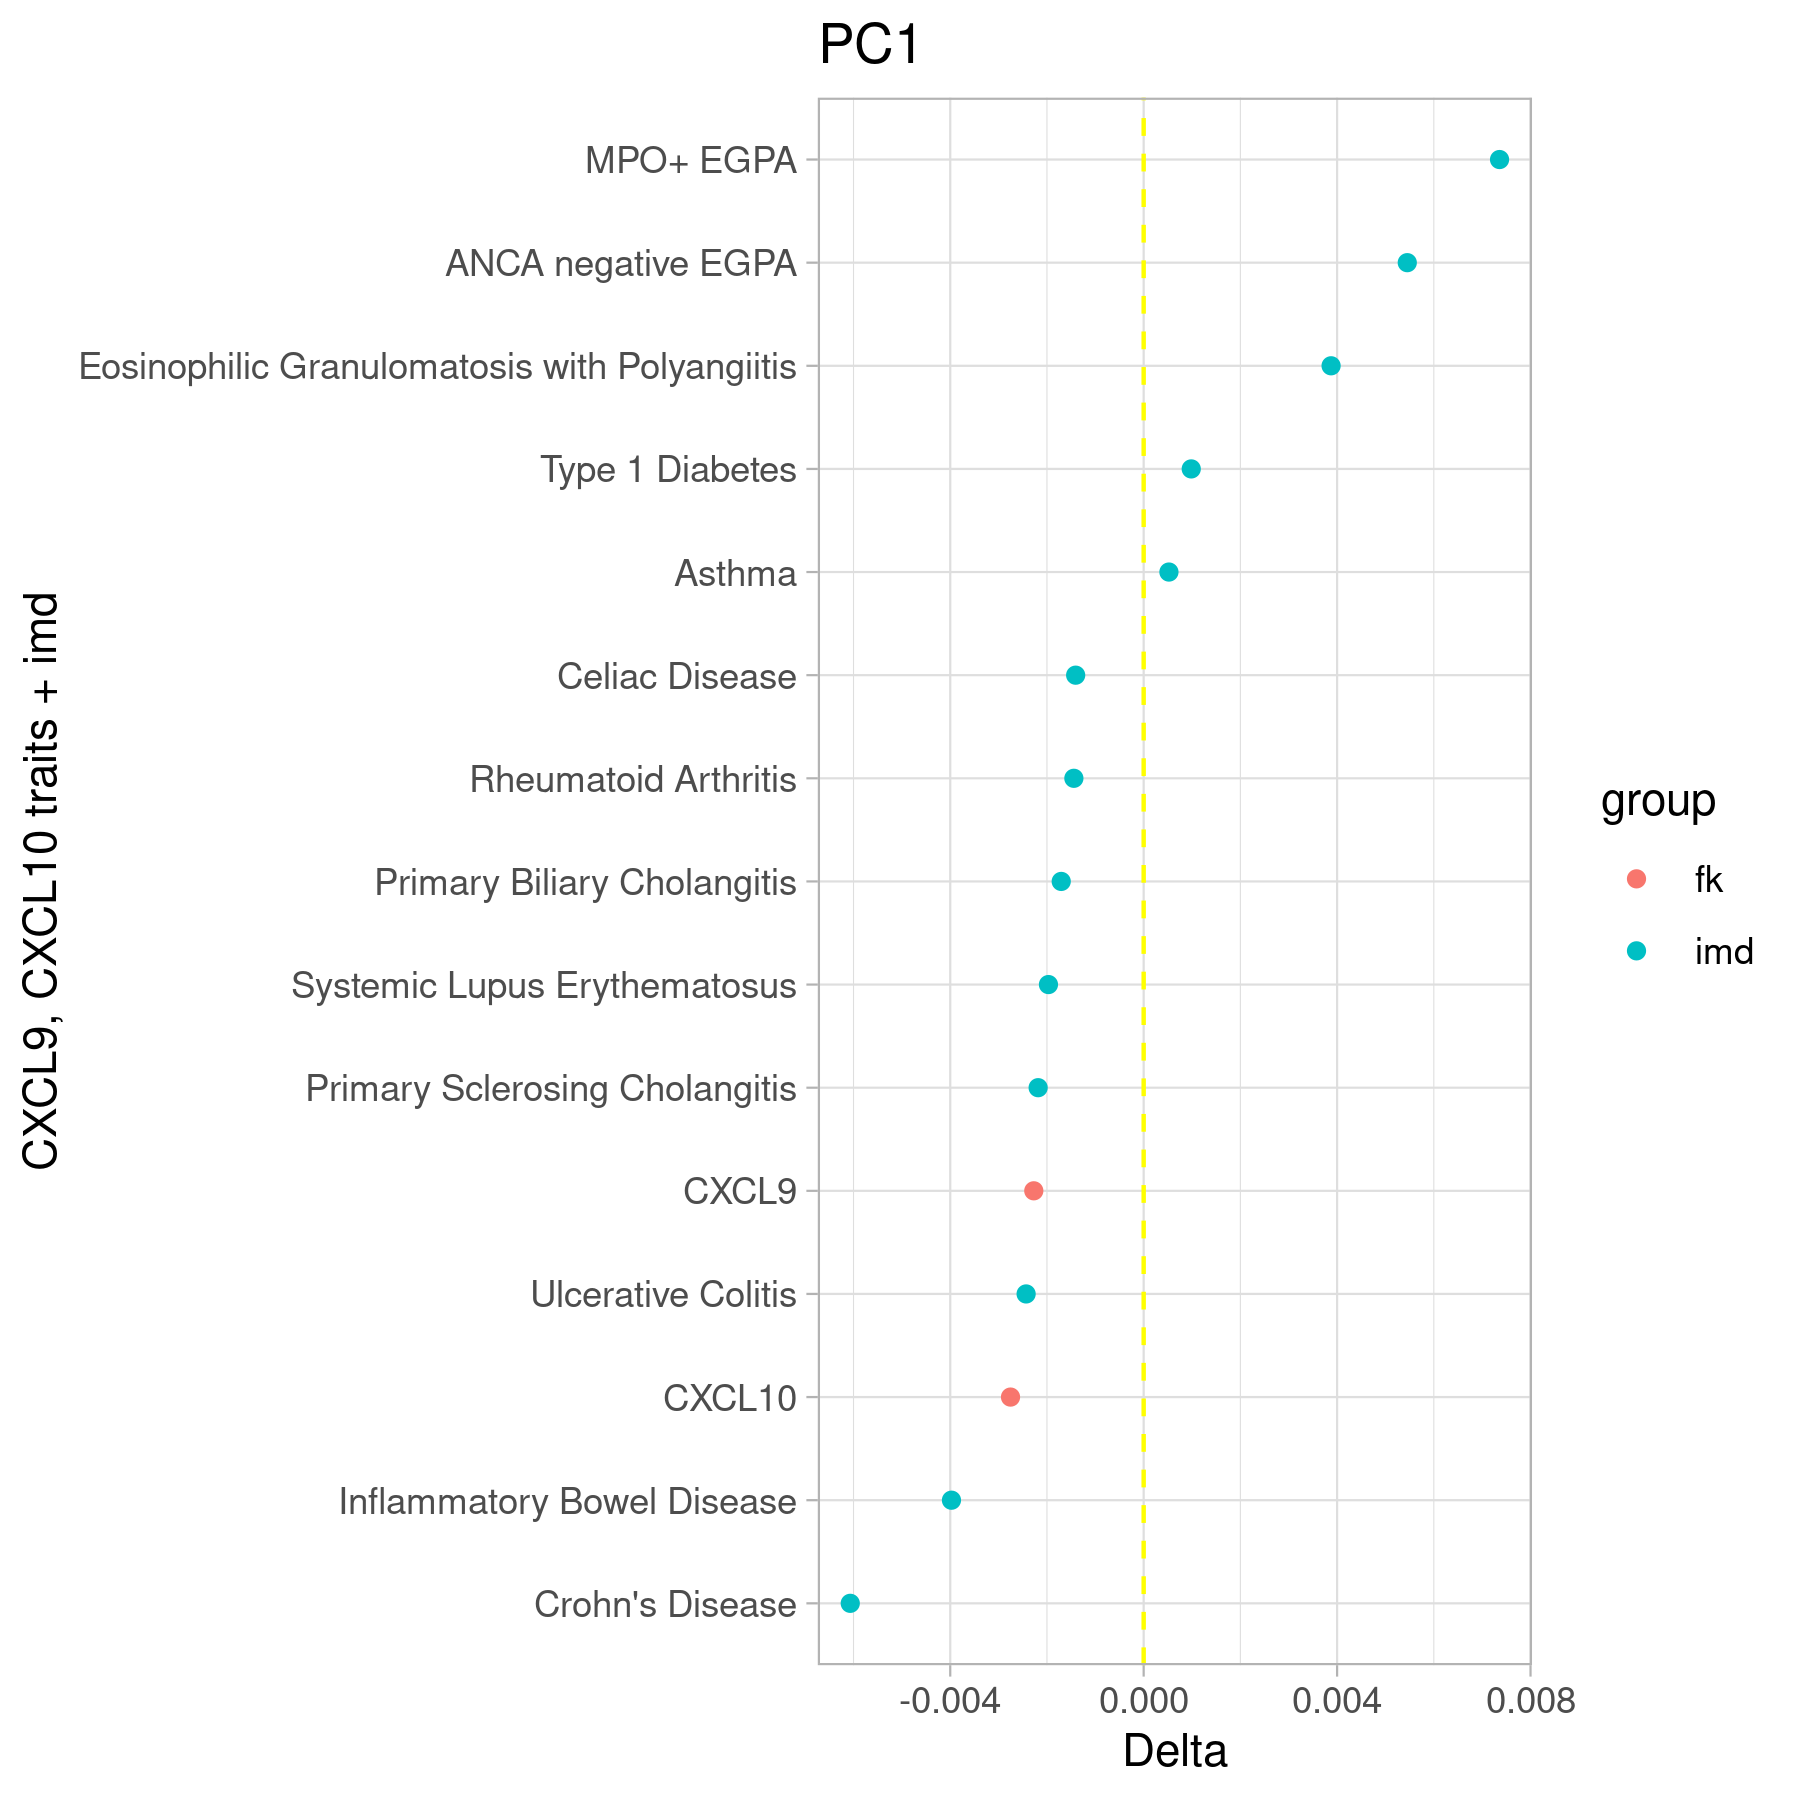 PC1
CXCL9, CXCL10 traits + imd
MPO+ EGPA
ANCA negative EGPA
Eosinophilic Granulomatosis with Polyangiitis
Type 1 Diabetes
Asthma
Celiac Disease
Rheumatoid Arthritis
Primary Biliary Cholangitis
Systemic Lupus Erythematosus
Primary Sclerosing Cholangitis
CXCL9
Ulcerative Colitis
CXCL10
Inflammatory Bowel Disease
Crohn's Disease
-0.004 0.000 0.004 0.008
Delta
group
fk
imd